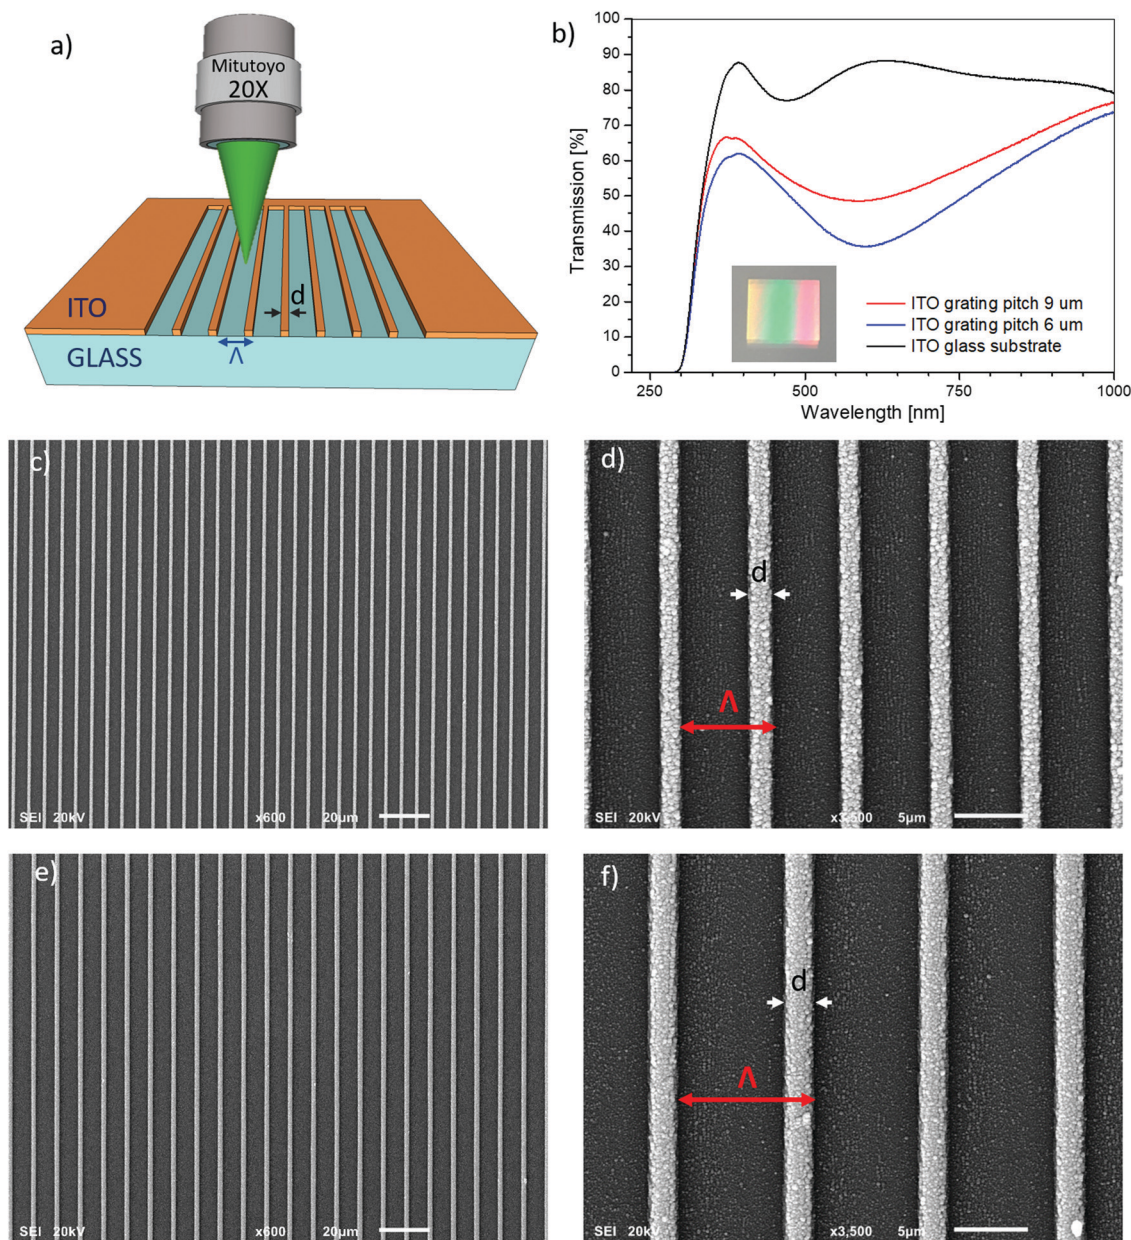 a)
Mitutoyo
20X
ITO
d
GLASS
Λ
b)
Transmission [%]
100
90
80
70
60
50
40
30
20
10
0
250
500
750
1000
Wavelength [nm]
ITO grating pitch 9 um
ITO grating pitch 6 um
ITO glass substrate
c)
SEI 20kV x600 20µm
d)
d
Λ
SEI 20kV x3,500 5µm
e)
SEI 20kV x600 20µm
f)
d
Λ
SEI 20kV x3,500 5µm